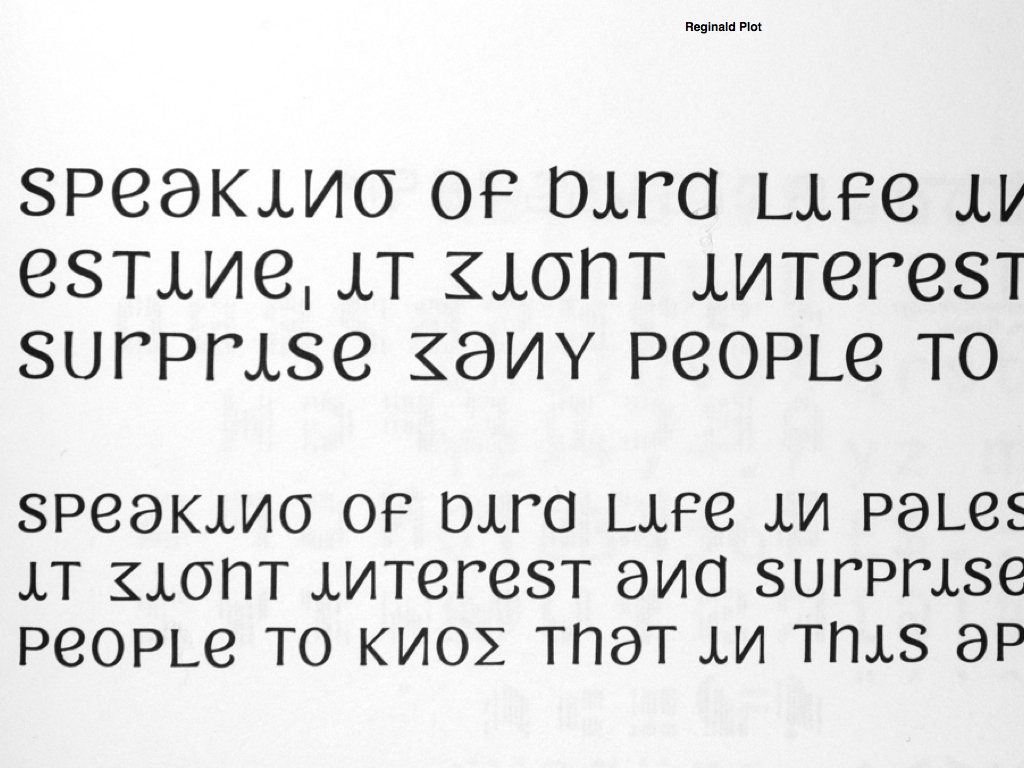 Reginald Plot
speaking of bird life in
estine, it might interest
surprise many people to
speaking of bird life in pales
it might interest and surprise
people to know that in this ap